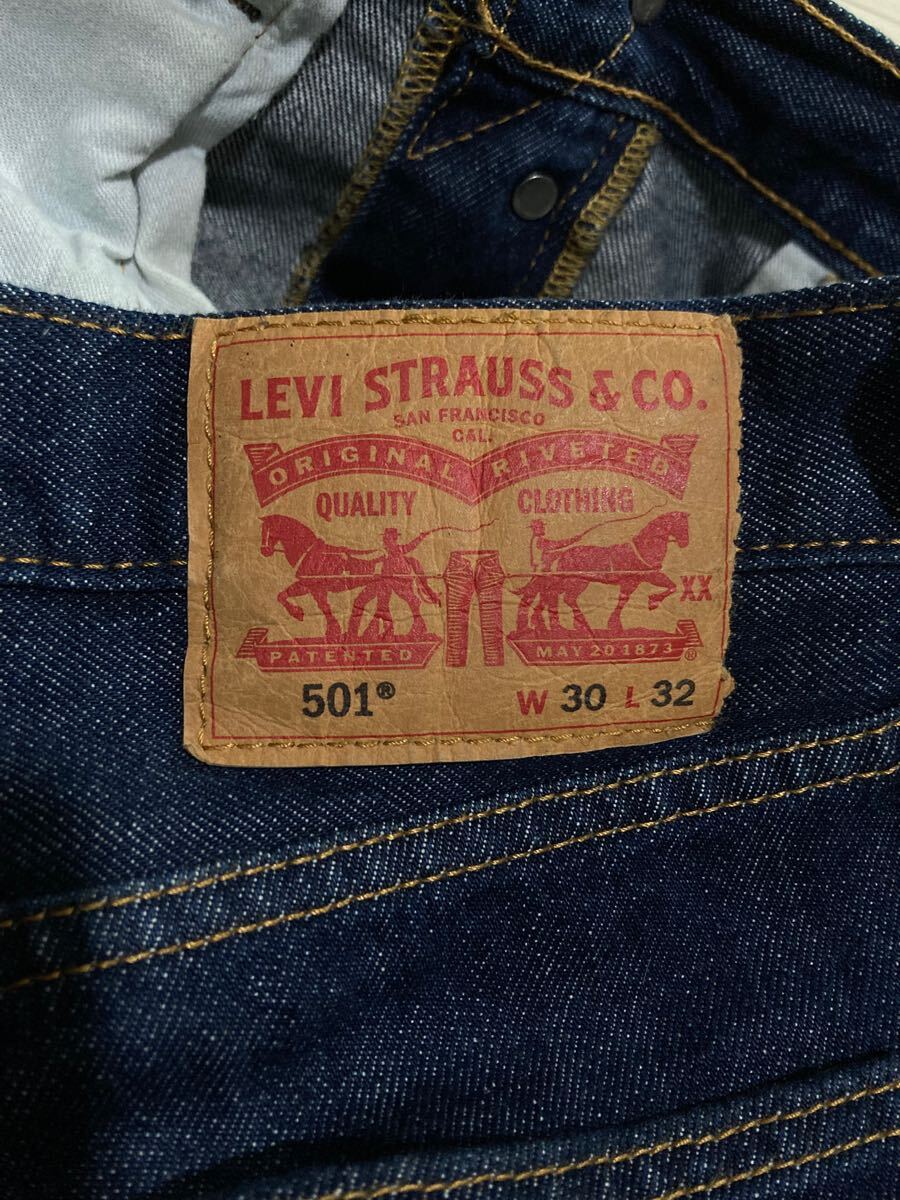 LEVI STRAUSS & CO.
SAN FRANCISCO
CAL.
ORIGINAL RIVETED
QUALITY CLOTHING
XX
PATENTED MAY 20 1873 ®
501® W 30 L 32